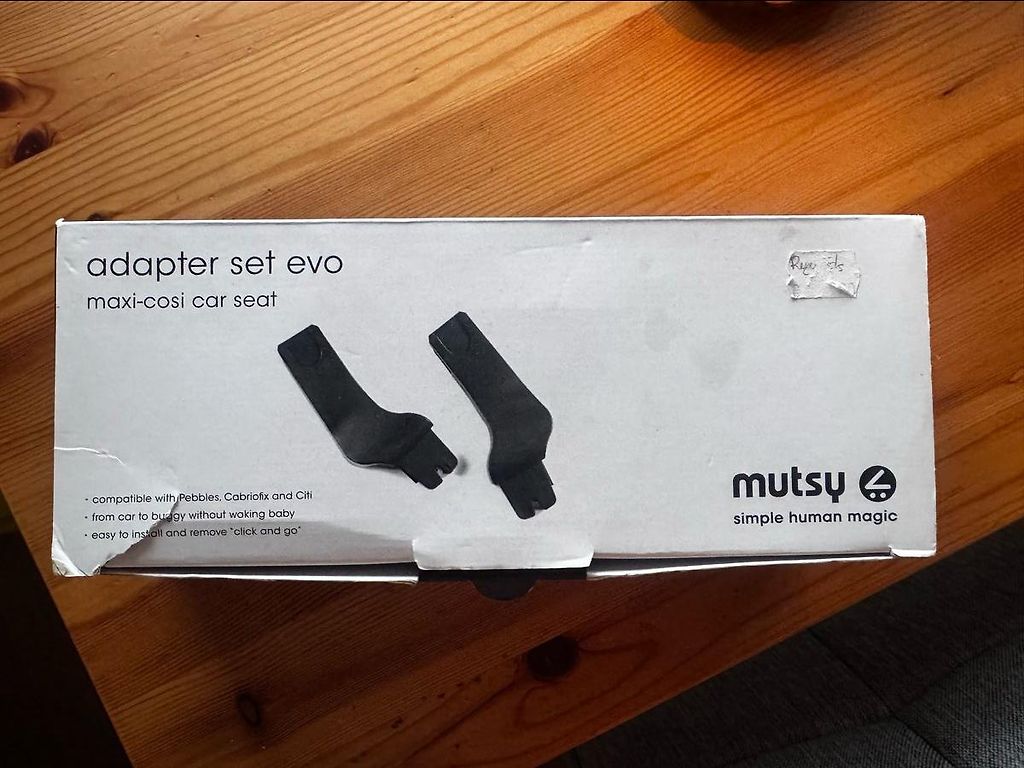 adapter set evo
maxi-cosi car seat
· compatible with Pebbles, Cabriofix and Citi
· from car to buggy without waking baby
· easy to install and remove "click and go"
mutsy
simple human magic